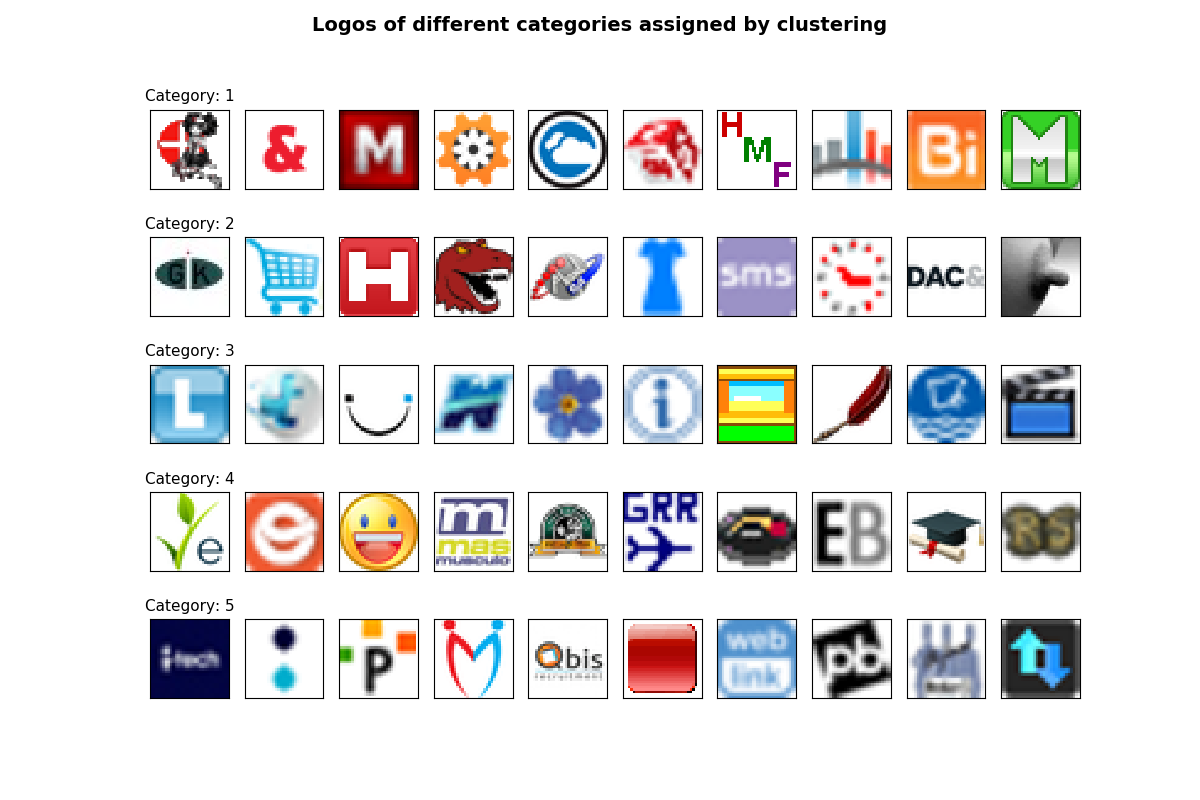 Logos of different categories assigned by clustering
Category: 1
&
M
H
M
F
Bi
M
Category: 2
G K
H
sms
DAC&
Category: 3
L
N
i
Category: 4
e
e
m
mas
musculo
GRR
EB
RS
Category: 5
i-tech
p
Qbis
recruitment
web
link
pb